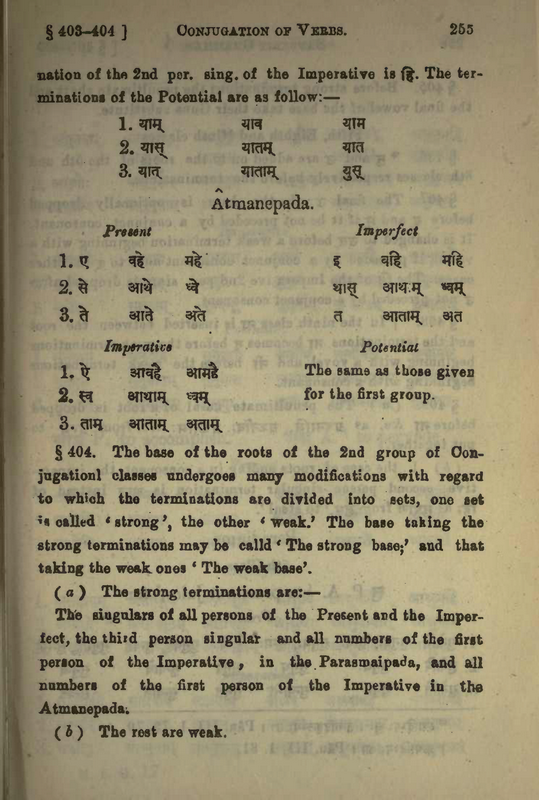 § 403-404 ] CONJUGATION OF VERBS. 255
nation of the 2nd per. sing. of the Imperative is हि. The ter-
minations of the Potential are as follow:—
1. याम् याव याम
2. यास् यातम् यात
3. यात् याताम् युस्
Âtmanepada.
Present Imperfect
1. ए वहे महे इ वहि महि
2. से आथे ध्वे थास् आथ.म् ध्वम्
3. ते आते अते त आताम् अत
Imperative Potential
1. ऐ आवहै आमहै The same as those given
2. स्व आथाम् ध्वम् for the first group.
3. ताम् आताम् अताम्
§ 404. The base of the roots of the 2nd group of Con-
jugationl classes undergoes many modifications with regard
to which the terminations are divided into sets, one set
is called ‘strong’, the other ‘weak.’ The base taking the
strong terminations may be calld ‘The strong base;’ and that
taking the weak ones ‘The weak base’.
(a) The strong terminations are:—
The singulars of all persons of the Present and the Imper-
fect, the third person singular and all numbers of the first
person of the Imperative, in the Parasmaipada, and all
numbers of the first person of the Imperative in the
Atmanepada.
(b) The rest are weak.